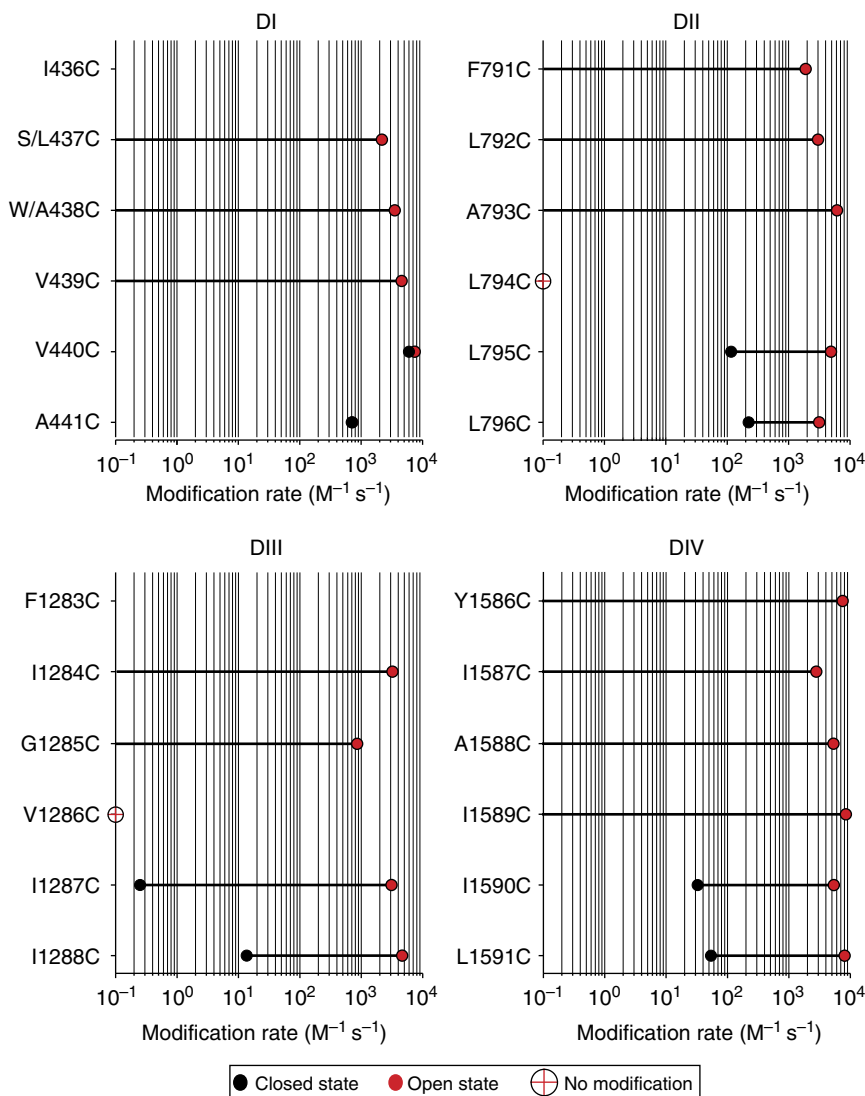 DI
I436C
S/L437C
W/A438C
V439C
V440C
A441C
10⁻¹ 10⁰ 10¹ 10² 10³ 10⁴
Modification rate (M⁻¹ s⁻¹)
DII
F791C
L792C
A793C
L794C
L795C
L796C
10⁻¹ 10⁰ 10¹ 10² 10³ 10⁴
Modification rate (M⁻¹ s⁻¹)
DIII
F1283C
I1284C
G1285C
V1286C
I1287C
I1288C
10⁻¹ 10⁰ 10¹ 10² 10³ 10⁴
Modification rate (M⁻¹ s⁻¹)
DIV
Y1586C
I1587C
A1588C
I1589C
I1590C
L1591C
10⁻¹ 10⁰ 10¹ 10² 10³ 10⁴
Modification rate (M⁻¹ s⁻¹)
Closed state Open state No modification